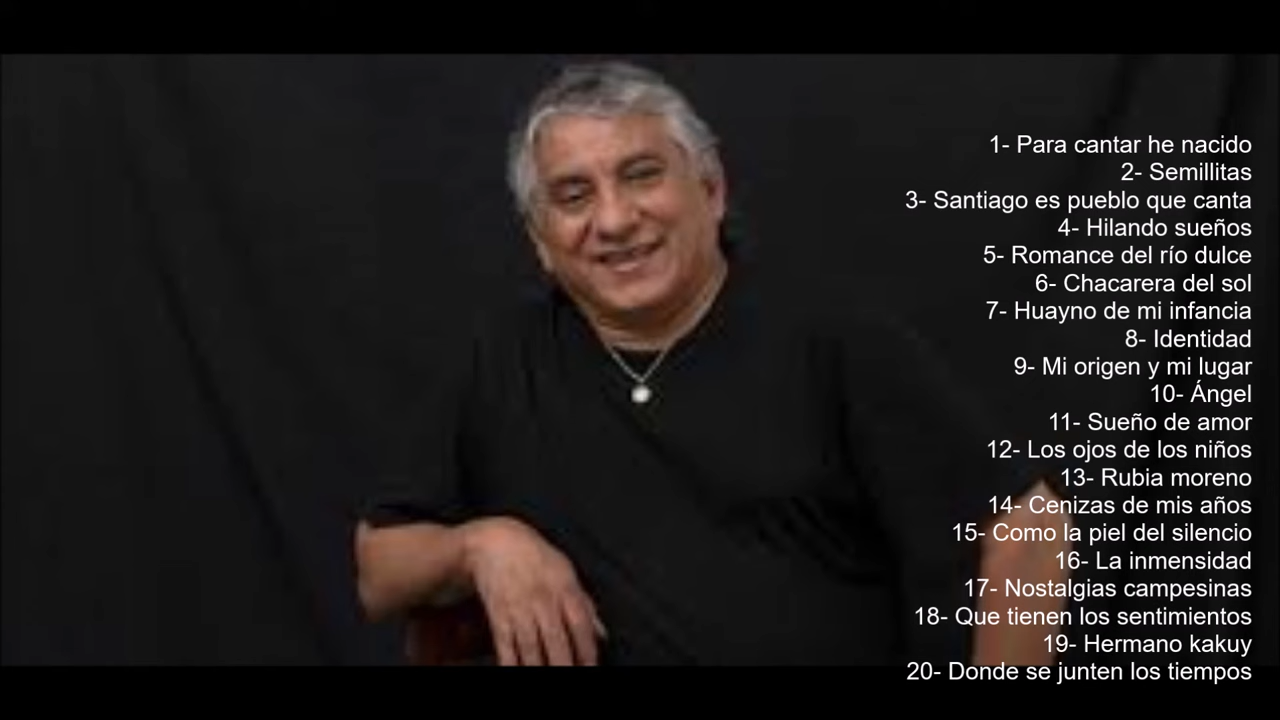 1- Para cantar he nacido
2- Semillitas
3- Santiago es pueblo que canta
4- Hilando sueños
5- Romance del río dulce
6- Chacarera del sol
7- Huayno de mi infancia
8- Identidad
9- Mi origen y mi lugar
10- Ángel
11- Sueño de amor
12- Los ojos de los niños
13- Rubia moreno
14- Cenizas de mis años
15- Como la piel del silencio
16- La inmensidad
17- Nostalgias campesinas
18- Que tienen los sentimientos
19- Hermano kakuy
20- Donde se junten los tiempos